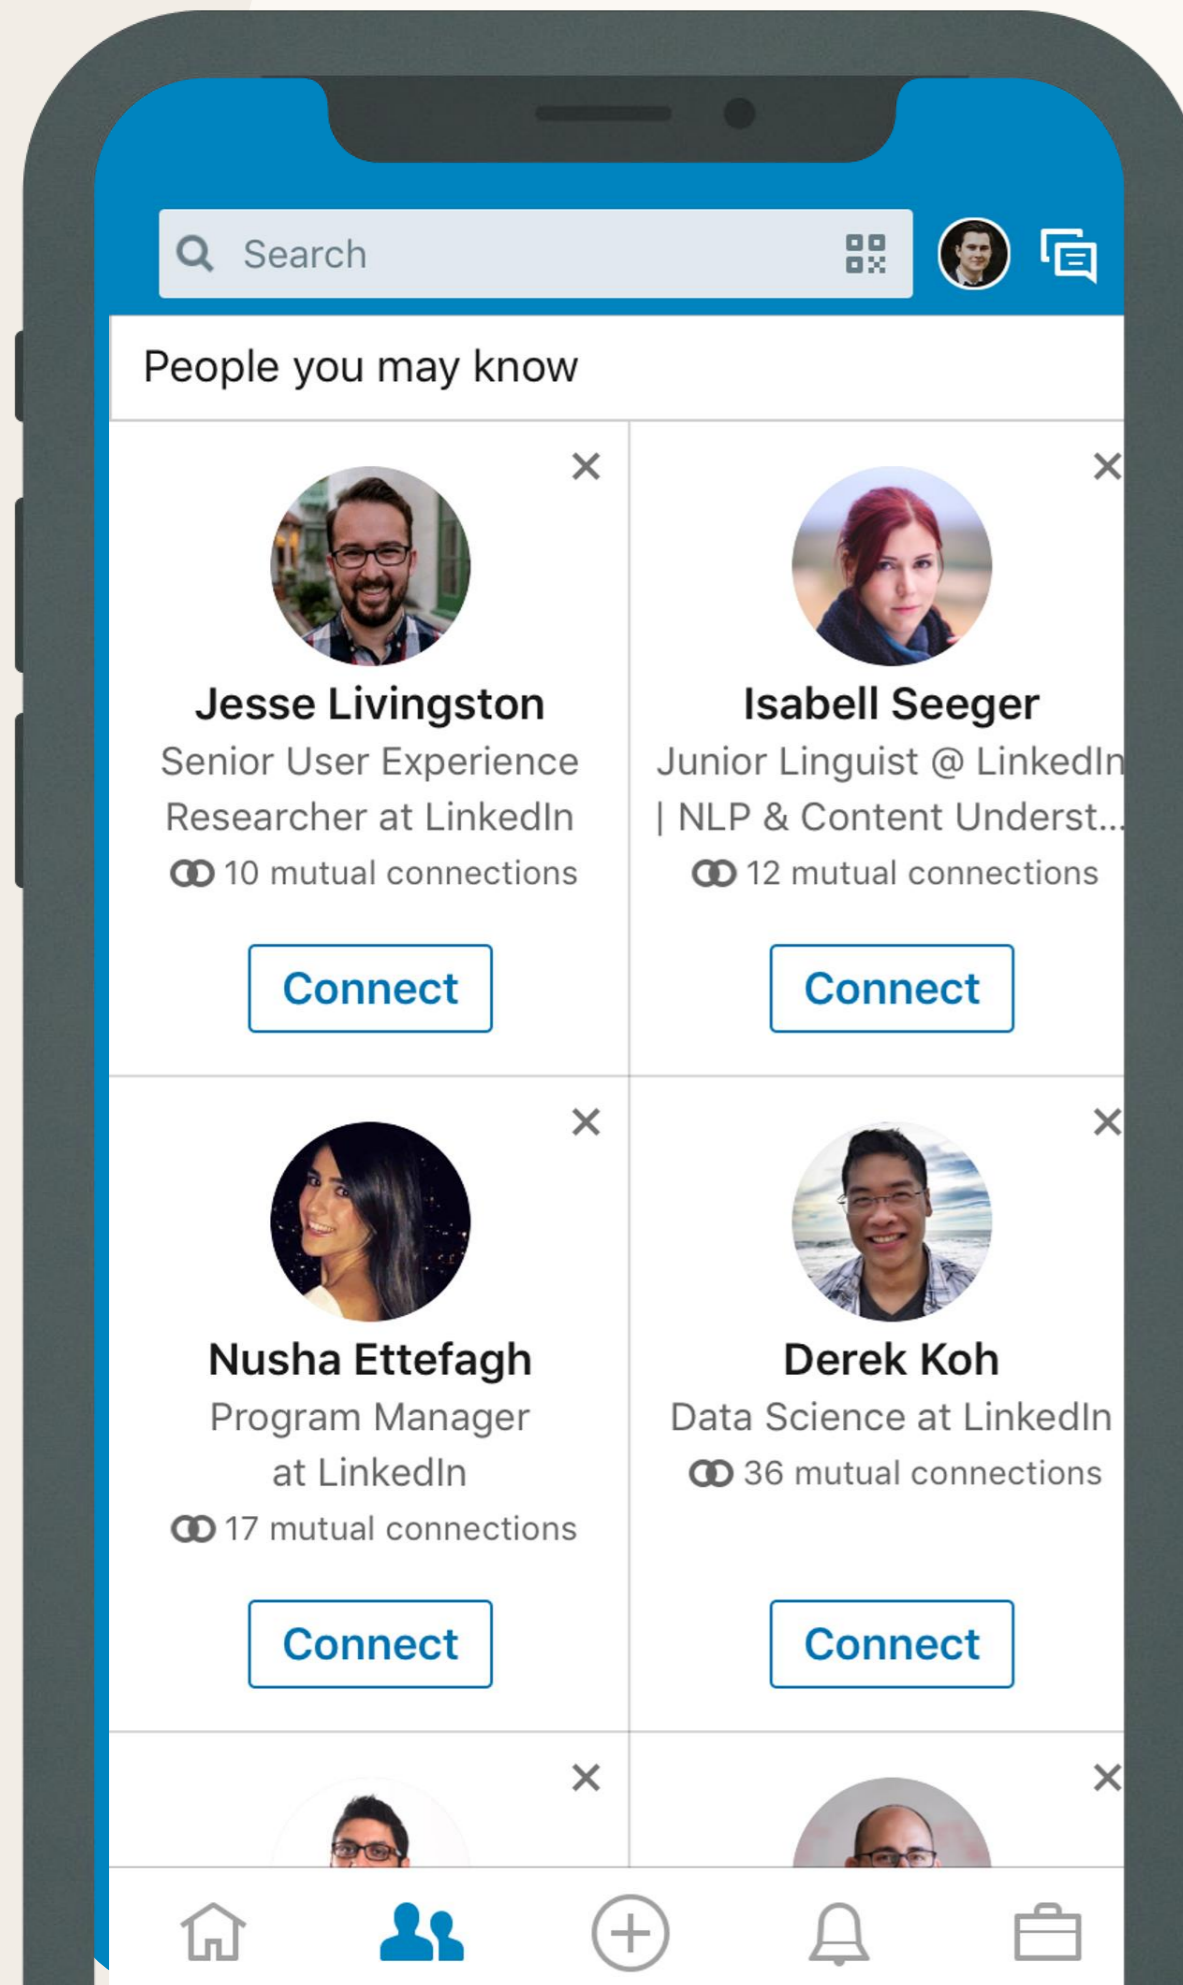 Search
People you may know
Jesse Livingston
Senior User Experience
Researcher at LinkedIn
10 mutual connections
Connect
Isabell Seeger
Junior Linguist @ LinkedIn
| NLP & Content Underst...
12 mutual connections
Connect
Nusha Ettefagh
Program Manager
at LinkedIn
17 mutual connections
Connect
Derek Koh
Data Science at LinkedIn
36 mutual connections
Connect